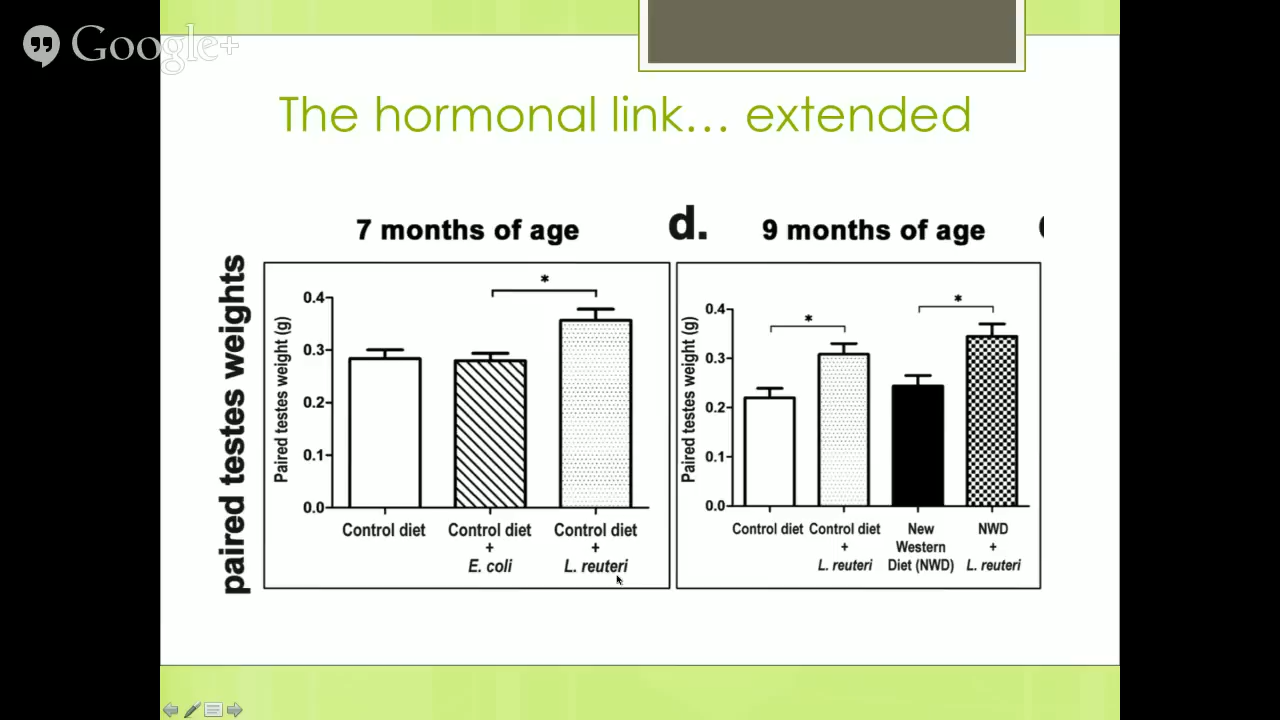 Google+
The hormonal link... extended
7 months of age
d.
9 months of age
paired testes weights
*
Paired testes weight (g)
0.4
0.3
0.2
0.1
0.0
Control diet
Control diet
+
E. coli
Control diet
+
L. reuteri
*
*
Paired testes weight (g)
0.4
0.3
0.2
0.1
0.0
Control diet
Control diet
+
L. reuteri
New
Western
Diet (NWD)
NWD
+
L. reuteri